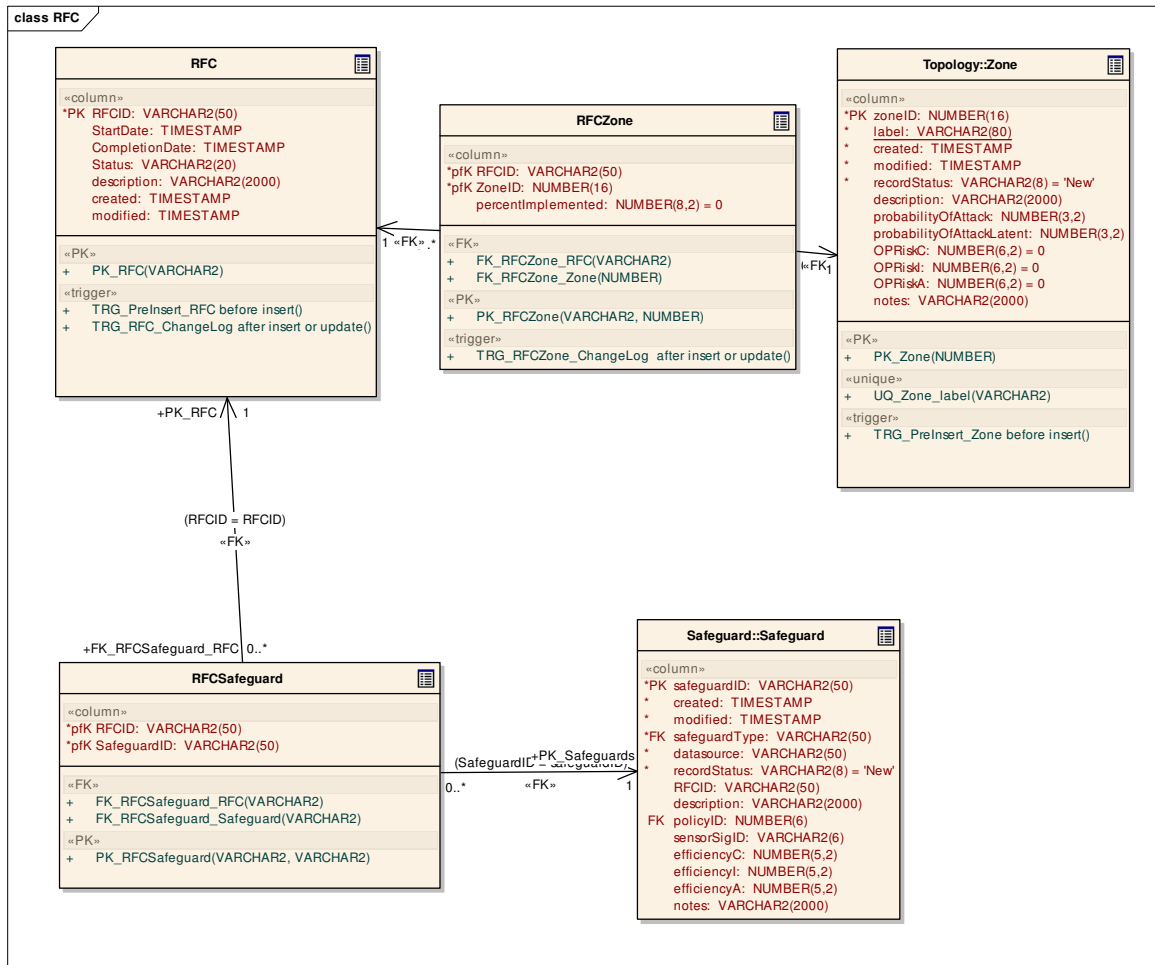 class RFC
RFC
«column»
*PK RFCID: VARCHAR2(50)
StartDate: TIMESTAMP
CompletionDate: TIMESTAMP
Status: VARCHAR2(20)
description: VARCHAR2(2000)
created: TIMESTAMP
modified: TIMESTAMP
«PK»
+ PK_RFC(VARCHAR2)
«trigger»
+ TRG_PreInsert_RFC before insert()
+ TRG_RFC_ChangeLog after insert or update()
RFCZone
«column»
*pfK RFCID: VARCHAR2(50)
*pfK ZoneID: NUMBER(16)
percentImplemented: NUMBER(8,2) = 0
«FK»
+ FK_RFCZone_RFC(VARCHAR2)
+ FK_RFCZone_Zone(NUMBER)
«PK»
+ PK_RFCZone(VARCHAR2, NUMBER)
«trigger»
+ TRG_RFCZone_ChangeLog after insert or update()
Topology::Zone
«column»
*PK zoneID: NUMBER(16)
* label: VARCHAR2(80)
* created: TIMESTAMP
* modified: TIMESTAMP
* recordStatus: VARCHAR2(8) = 'New'
description: VARCHAR2(2000)
probabilityOfAttack: NUMBER(3,2)
probabilityOfAttackLatent: NUMBER(3,2)
OPRiskC: NUMBER(6,2) = 0
OPRiskI: NUMBER(6,2) = 0
OPRiskA: NUMBER(6,2) = 0
notes: VARCHAR2(2000)
«PK»
+ PK_Zone(NUMBER)
«unique»
+ UQ_Zone_label(VARCHAR2)
«trigger»
+ TRG_PreInsert_Zone before insert()
1 «FK» ..*
«FK 1
+PK_RFC 1
(RFCID = RFCID)
«FK»
+FK_RFCSafeguard_RFC 0..*
RFCSafeguard
«column»
*pfK RFCID: VARCHAR2(50)
*pfK SafeguardID: VARCHAR2(50)
«FK»
+ FK_RFCSafeguard_RFC(VARCHAR2)
+ FK_RFCSafeguard_Safeguard(VARCHAR2)
«PK»
+ PK_RFCSafeguard(VARCHAR2, VARCHAR2)
+PK_Safeguards
(SafeguardID = safeguardID)
0..* «FK» 1
Safeguard::Safeguard
«column»
*PK safeguardID: VARCHAR2(50)
* created: TIMESTAMP
* modified: TIMESTAMP
*FK safeguardType: VARCHAR2(50)
* datasource: VARCHAR2(50)
* recordStatus: VARCHAR2(8) = 'New'
RFCID: VARCHAR2(50)
description: VARCHAR2(2000)
FK policyID: NUMBER(6)
sensorSigID: VARCHAR2(6)
efficiencyC: NUMBER(5,2)
efficiencyI: NUMBER(5,2)
efficiencyA: NUMBER(5,2)
notes: VARCHAR2(2000)